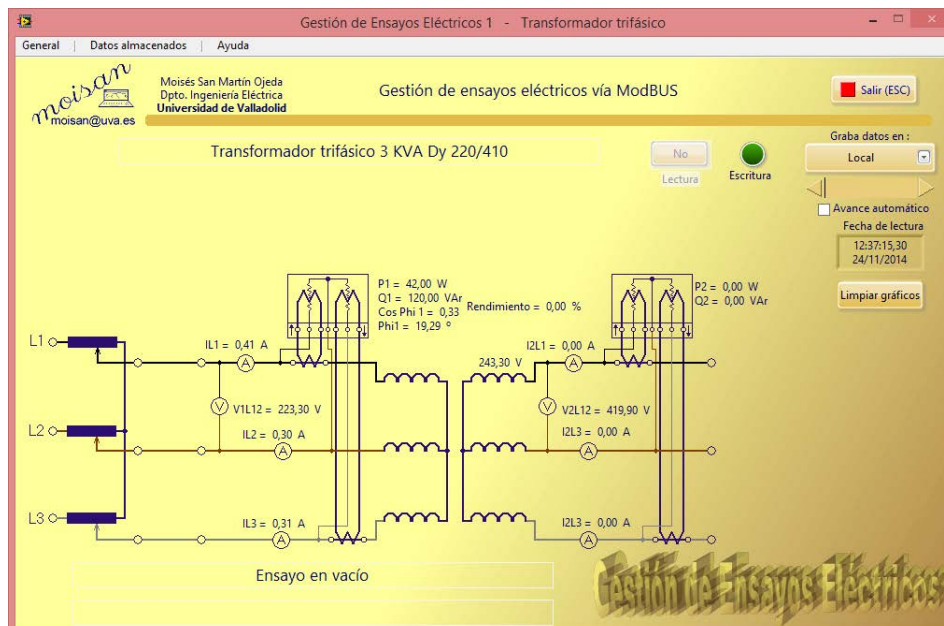 Gestión de Ensayos Eléctricos 1 - Transformador trifásico
General | Datos almacenados | Ayuda
moisan
moisan@uva.es
Moisés San Martín Ojeda
Dpto. Ingeniería Eléctrica
Universidad de Valladolid
Gestión de ensayos eléctricos vía ModBUS
Salir (ESC)
Transformador trifásico 3 KVA Dy 220/410
No
Lectura
Escritura
Graba datos en :
Local
Avance automático
Fecha de lectura
12:37:15,30
24/11/2014
Limpiar gráficos
P1 = 42,00 W
Q1 = 120,00 VAr
Cos Phi 1 = 0,33
Phi1 = 19,29 º
Rendimiento = 0,00 %
P2 = 0,00 W
Q2 = 0,00 VAr
L1
IL1 = 0,41 A
A
243,30 V
I2L1 = 0,00 A
A
V
V1L12 = 223,30 V
V
V2L12 = 419,90 V
L2
IL2 = 0,30 A
A
I2L3 = 0,00 A
A
L3
IL3 = 0,31 A
A
I2L3 = 0,00 A
A
Ensayo en vacío
Gestión de Ensayos Eléctricos